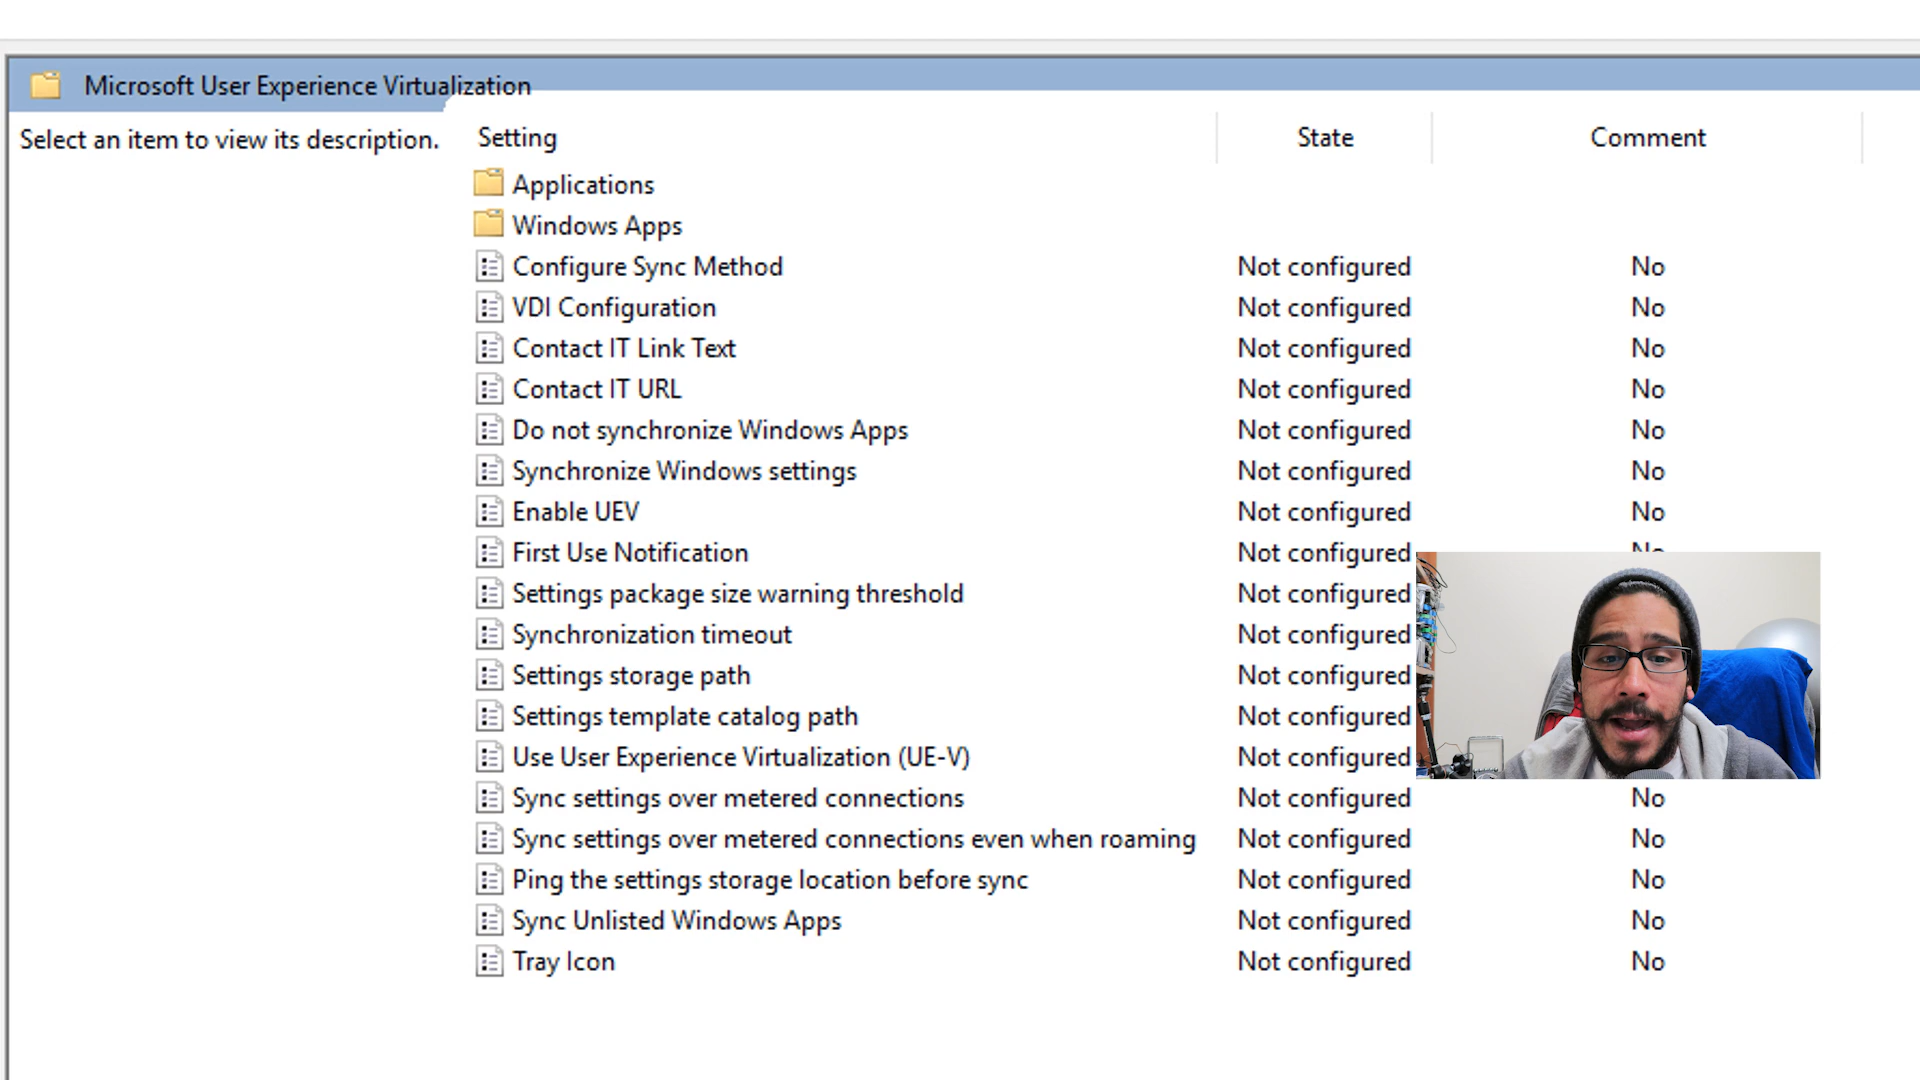 Microsoft User Experience Virtualization
Select an item to view its description.
Setting State Comment
Applications
Windows Apps
Configure Sync Method Not configured No
VDI Configuration Not configured No
Contact IT Link Text Not configured No
Contact IT URL Not configured No
Do not synchronize Windows Apps Not configured No
Synchronize Windows settings Not configured No
Enable UEV Not configured No
First Use Notification Not configured No
Settings package size warning threshold Not configured
Synchronization timeout Not configured
Settings storage path Not configured
Settings template catalog path Not configured
Use User Experience Virtualization (UE-V) Not configured
Sync settings over metered connections Not configured No
Sync settings over metered connections even when roaming Not configured No
Ping the settings storage location before sync Not configured No
Sync Unlisted Windows Apps Not configured No
Tray Icon Not configured No